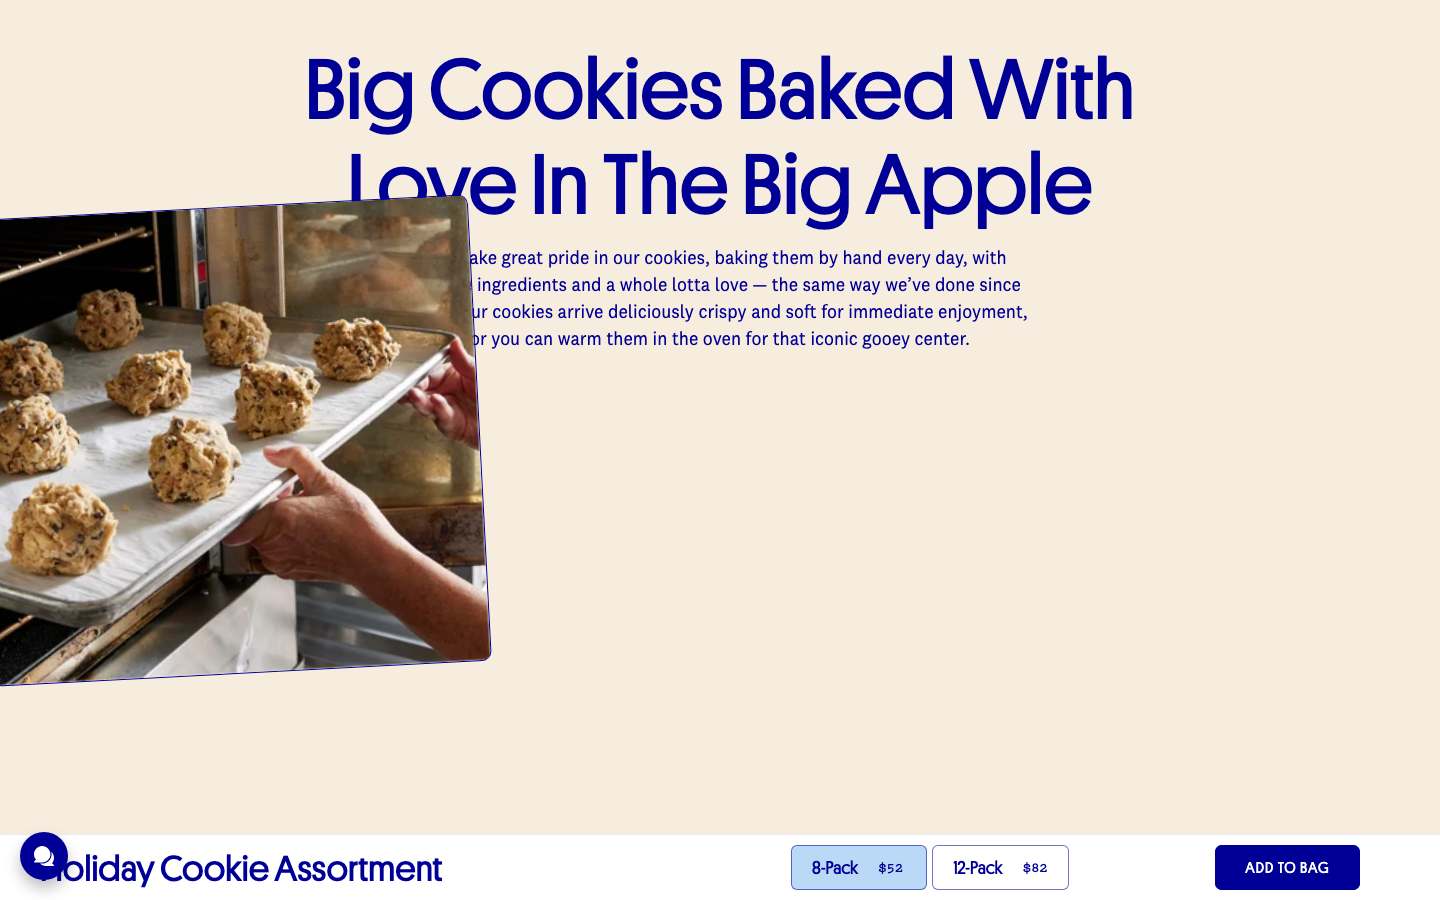 Big Cookies Baked With
Love In The Big Apple
great pride in our cookies, baking them by hand every day, with
ingredients and a whole lotta love — the same way we’ve done since
cookies arrive deliciously crispy and soft for immediate enjoyment,
or you can warm them in the oven for that iconic gooey center.
Holiday Cookie Assortment
8-Pack $52
12-Pack $82
ADD TO BAG